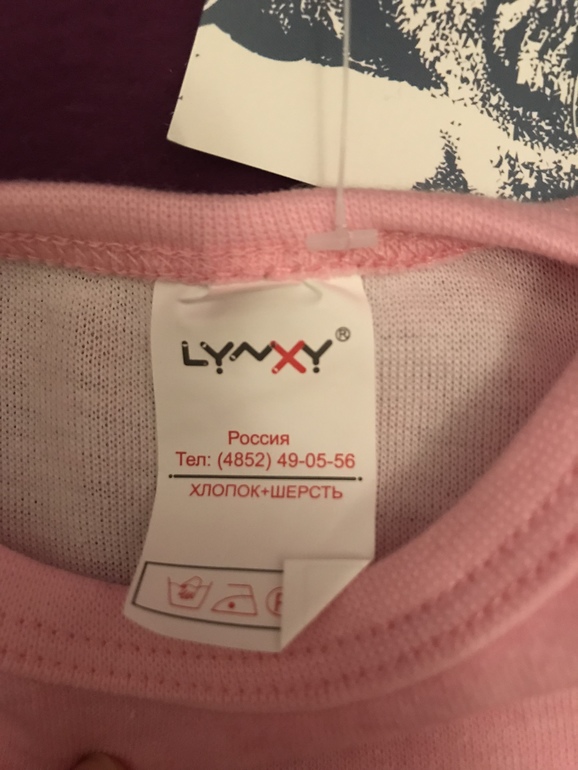 LYNXY®
Россия
Тел: (4852) 49-05-56
ХЛОПОК+ШЕРСТЬ